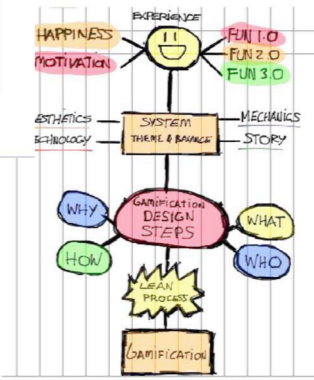 EXPERIENCE
HAPPINESS
FUN 1.0
MOTIVATION
FUN 2.0
FUN 3.0
ESTHETICS
SYSTEM
MECHANICS
ECHNOLOGY
THEME & BALANCE
STORY
WHY
GAMIFICATION
DESIGN
STEPS
WHAT
HOW
WHO
LEAN
PROCESS
GAMIFICATION